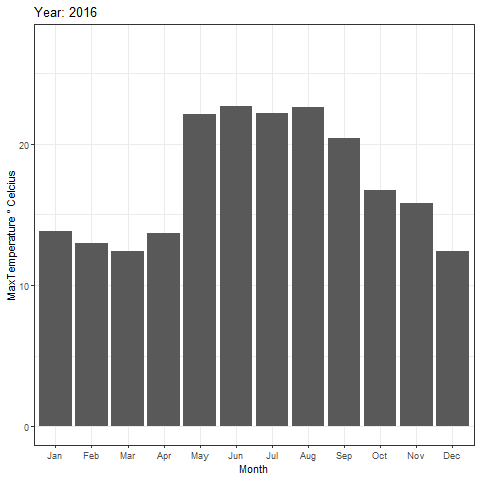 Year: 2016
MaxTemperature ° Celcius
20
10
0
Jan Feb Mar Apr May Jun Jul Aug Sep Oct Nov Dec
Month